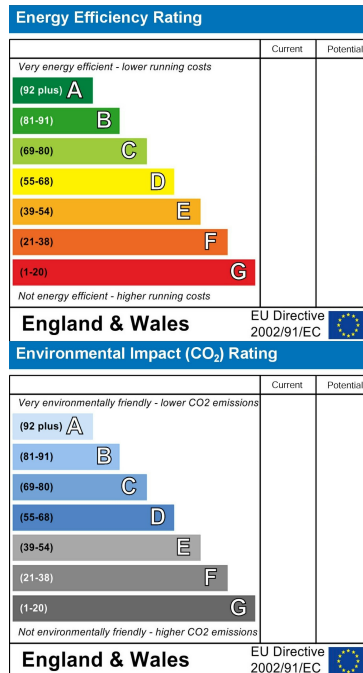 Energy Efficiency Rating
Current Potential
Very energy efficient - lower running costs
(92 plus) A
(81-91) B
(69-80) C
(55-68) D
(39-54) E
(21-38) F
(1-20) G
Not energy efficient - higher running costs
England & Wales EU Directive 2002/91/EC
Environmental Impact (CO₂) Rating
Current Potential
Very environmentally friendly - lower CO2 emissions
(92 plus) A
(81-91) B
(69-80) C
(55-68) D
(39-54) E
(21-38) F
(1-20) G
Not environmentally friendly - higher CO2 emissions
England & Wales EU Directive 2002/91/EC